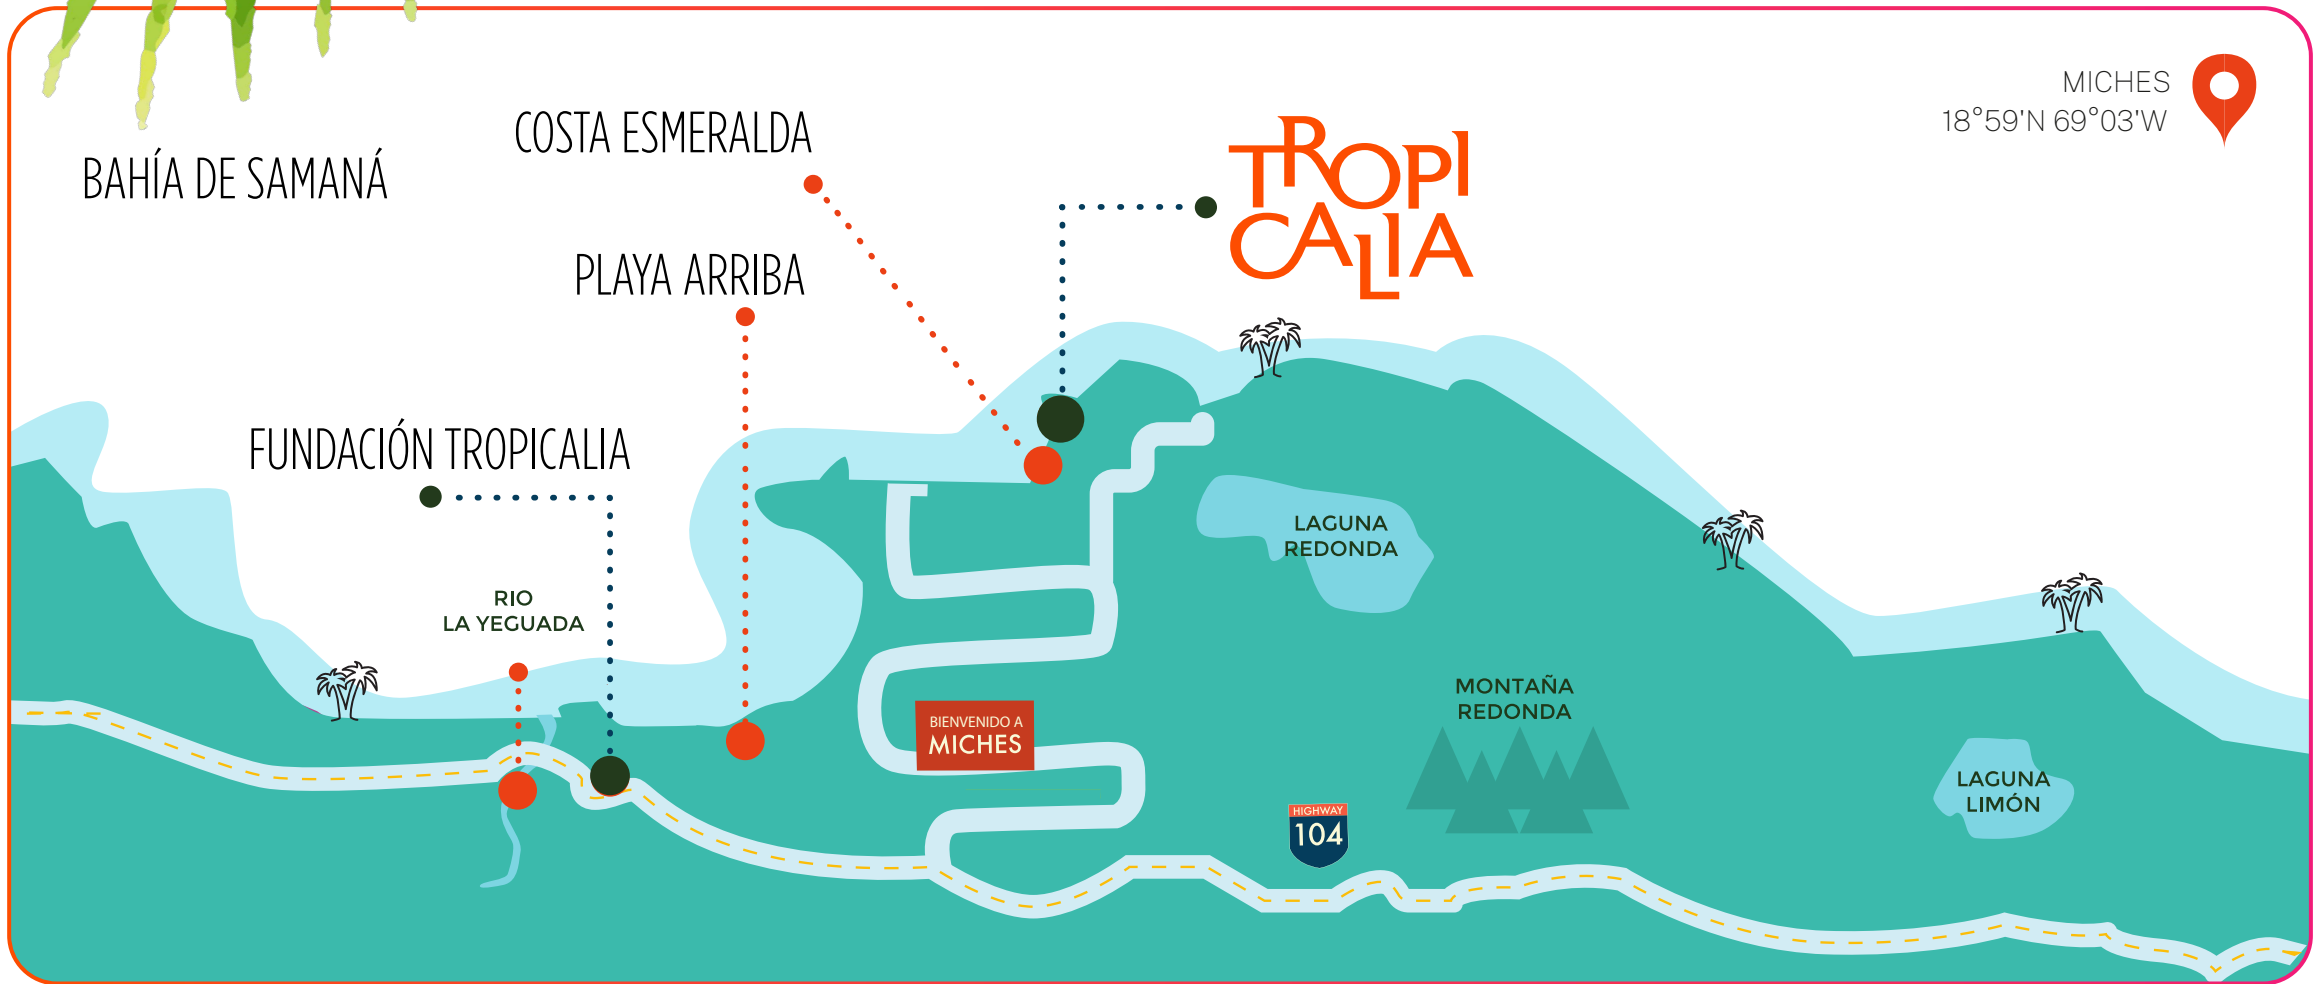 MICHES
18°59'N 69°03'W
COSTA ESMERALDA
BAHÍA DE SAMANÁ
TROPI
CALIA
PLAYA ARRIBA
FUNDACIÓN TROPICALIA
LAGUNA
REDONDA
RIO
LA YEGUADA
MONTAÑA
REDONDA
BIENVENIDO A
MICHES
LAGUNA
LIMÓN
HIGHWAY
104